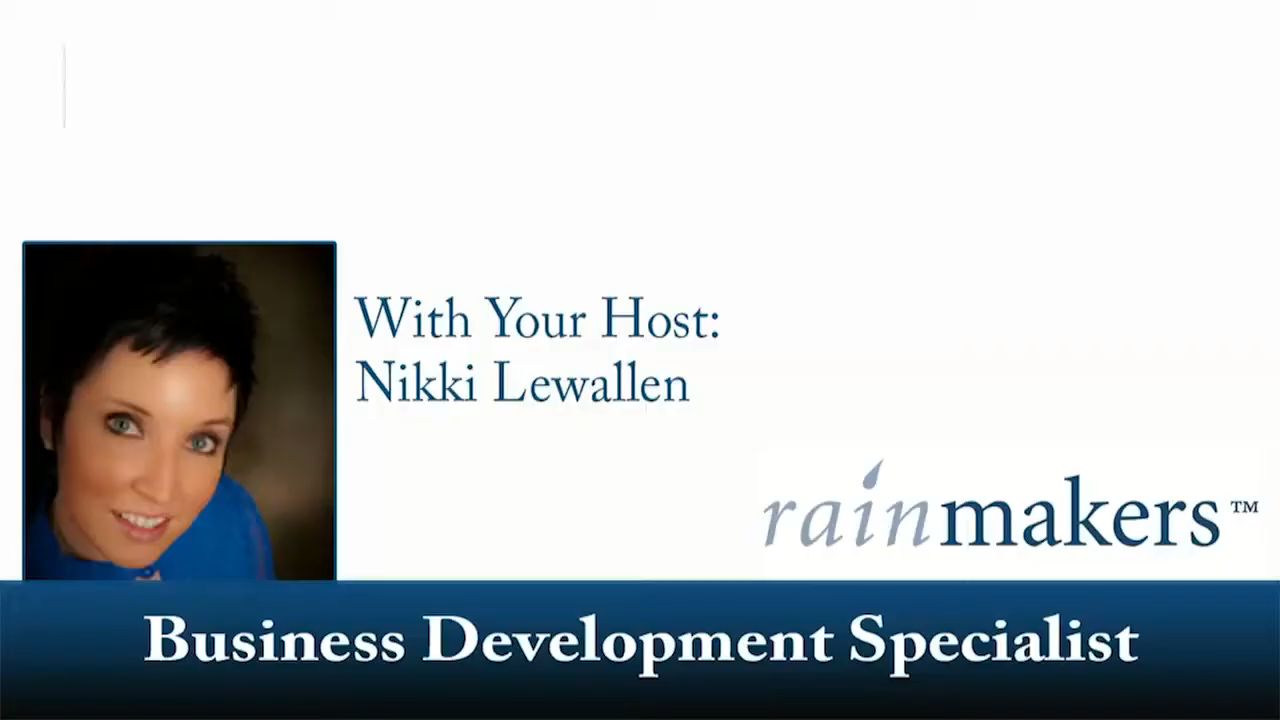 With Your Host:
Nikki Lewallen
rainmakers™
Business Development Specialist